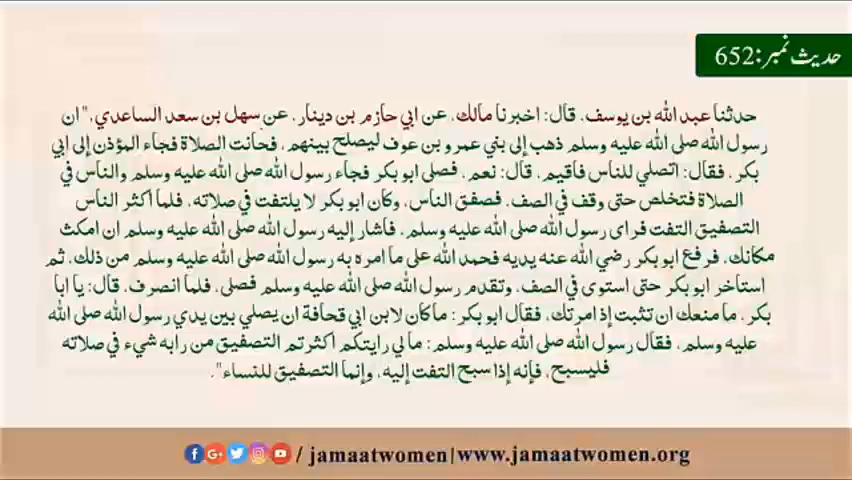 حدیث نمبر:652
حدثنا عبد الله بن يوسف، قال: اخبرنا مالك، عن ابي حازم بن دينار، عن سهل بن سعد الساعدي،"ان
رسول الله صلى الله عليه وسلم ذهب إلى بني عمرو بن عوف ليصلح بينهم، فحانت الصلاة فجاء المؤذن إلى ابي
بكر، فقال: اتصلي للناس فاقيم، قال: نعم، فصلى ابو بكر فجاء رسول الله صلى الله عليه وسلم والناس في
الصلاة فتخلص حتى وقف في الصف، فصفق الناس، وكان ابو بكر لا يلتفت في صلاته، فلما اكثر الناس
التصفيق التفت فراى رسول الله صلى الله عليه وسلم، فاشار إليه رسول الله صلى الله عليه وسلم ان امكث
مكانك، فرفع ابو بكر رضي الله عنه يديه فحمد الله على ما امره به رسول الله صلى الله عليه وسلم من ذلك، ثم
استاخر ابو بكر حتى استوى في الصف، وتقدم رسول الله صلى الله عليه وسلم فصلى، فلما انصرف، قال: يا ابا
بكر، ما منعك ان تثبت إذ امرتك، فقال ابو بكر: ما كان لابن ابي قحافة ان يصلي بين يدي رسول الله صلى الله
عليه وسلم، فقال رسول الله صلى الله عليه وسلم: ما لي رايتكم اكثرتم التصفيق من رابه شيء في صلاته
فليسبح، فإنه إذا سبح التفت إليه، وإنما التصفيق للنساء".
/ jamaatwomen|www.jamaatwomen.org